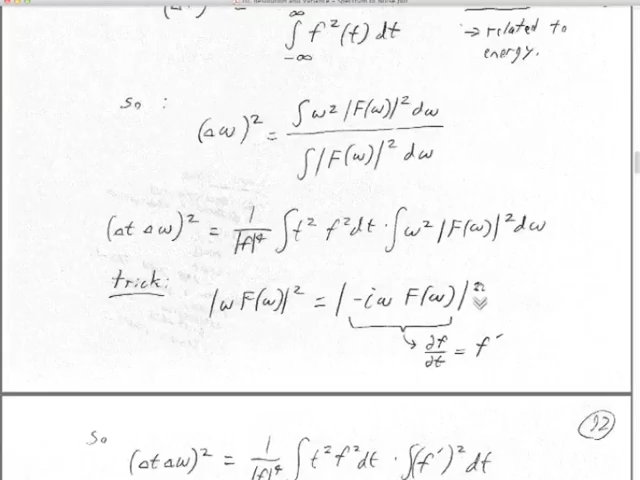 ∫_{-∞}^{∞} f²(t) dt → related to
energy.
So :
(Δω)² = ∫ω² |F(ω)|² dω / ∫|F(ω)|² dω
(Δt Δω)² = 1/|f|⁴ ∫t² f² dt · ∫ω² |F(ω)|² dω
trick:
|ω F(ω)|² = |-iω F(ω)|²
→ ∂f/∂t = f′
So
(Δt Δω)² = 1/|f|⁴ ∫t² f² dt · ∫(f′)² dt